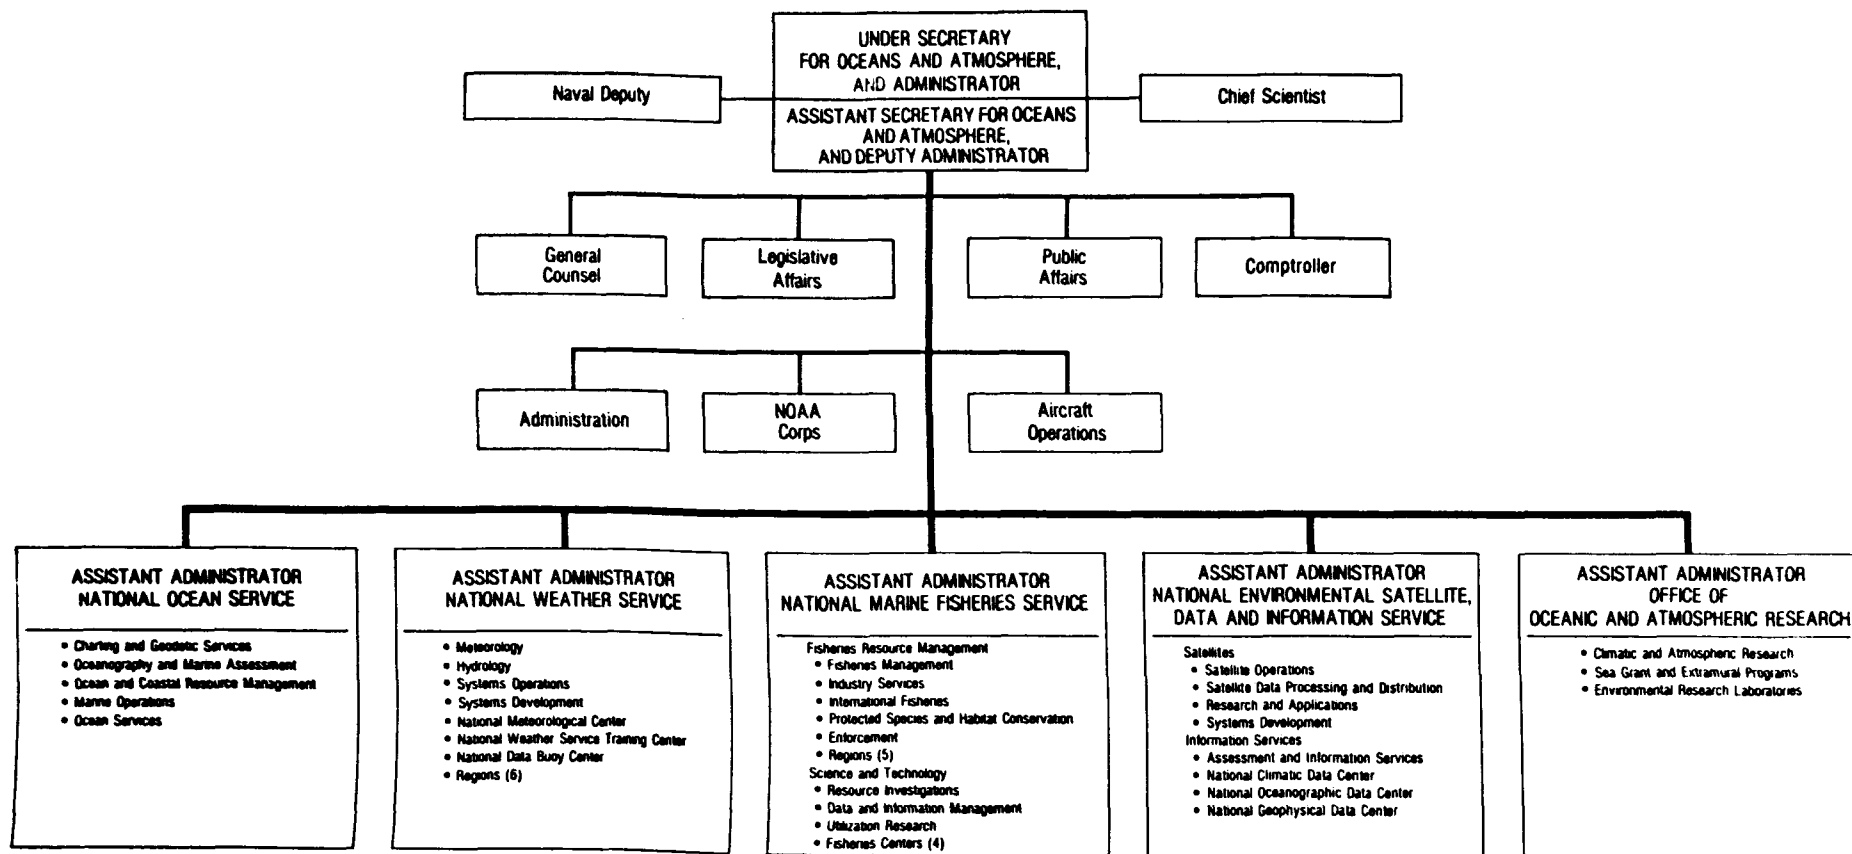 UNDER SECRETARY
FOR OCEANS AND ATMOSPHERE,
AND ADMINISTRATOR
ASSISTANT SECRETARY FOR OCEANS
AND ATMOSPHERE,
AND DEPUTY ADMINISTRATOR
Naval Deputy
Chief Scientist
General
Counsel
Legislative
Affairs
Public
Affairs
Comptroller
Administration
NOAA
Corps
Aircraft
Operations
ASSISTANT ADMINISTRATOR
NATIONAL OCEAN SERVICE
• Charting and Geodetic Services
• Oceanography and Marine Assessment
• Ocean and Coastal Resource Management
• Marine Operations
• Ocean Services
ASSISTANT ADMINISTRATOR
NATIONAL WEATHER SERVICE
• Meteorology
• Hydrology
• Systems Operations
• Systems Development
• National Meteorological Center
• National Weather Service Training Center
• National Data Buoy Center
• Regions (6)
ASSISTANT ADMINISTRATOR
NATIONAL MARINE FISHERIES SERVICE
Fisheries Resource Management
• Fisheries Management
• Industry Services
• International Fisheries
• Protected Species and Habitat Conservation
• Enforcement
• Regions (5)
Science and Technology
• Resource Investigations
• Data and Information Management
• Utilization Research
• Fisheries Centers (4)
ASSISTANT ADMINISTRATOR
NATIONAL ENVIRONMENTAL SATELLITE,
DATA AND INFORMATION SERVICE
Satellites
• Satellite Operations
• Satellite Data Processing and Distribution
• Research and Applications
• Systems Development
Information Services
• Assessment and Information Services
• National Climatic Data Center
• National Oceanographic Data Center
• National Geophysical Data Center
ASSISTANT ADMINISTRATOR
OFFICE OF
OCEANIC AND ATMOSPHERIC RESEARCH
• Climatic and Atmospheric Research
• Sea Grant and Extramural Programs
• Environmental Research Laboratories